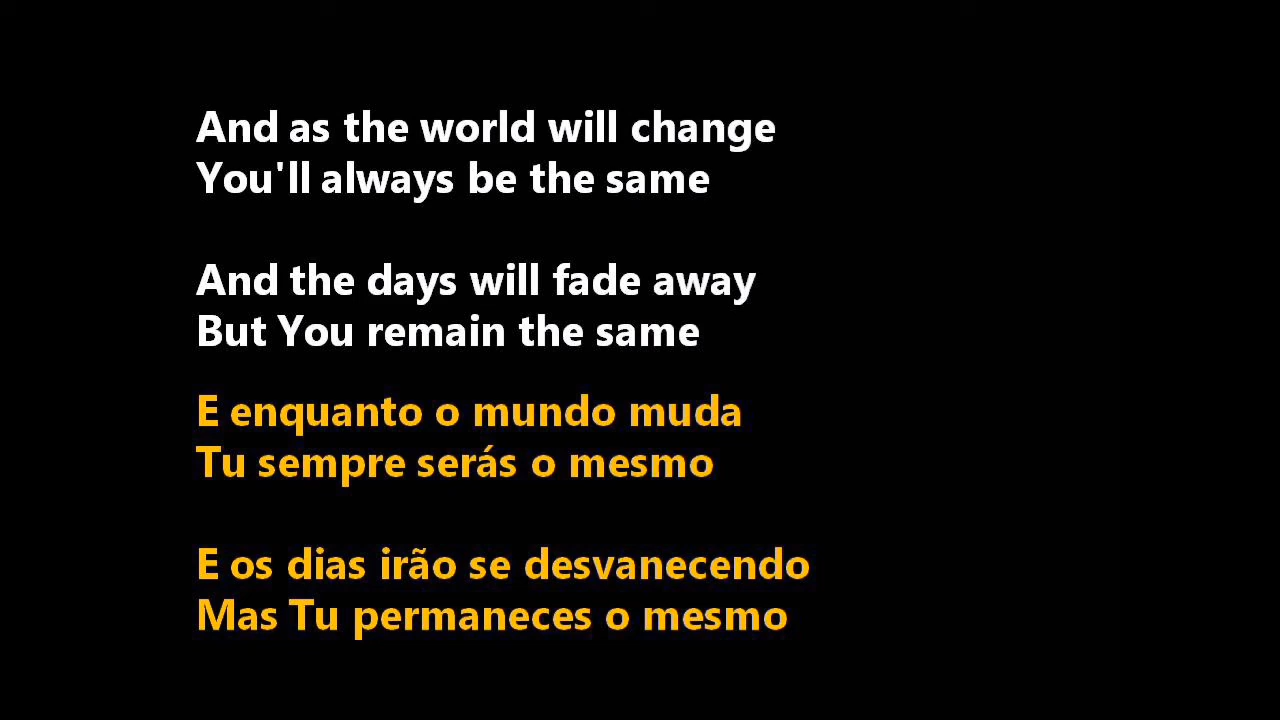 And as the world will change
You'll always be the same
And the days will fade away
But You remain the same
E enquanto o mundo muda
Tu sempre serás o mesmo
E os dias irão se desvanecendo
Mas Tu permaneces o mesmo